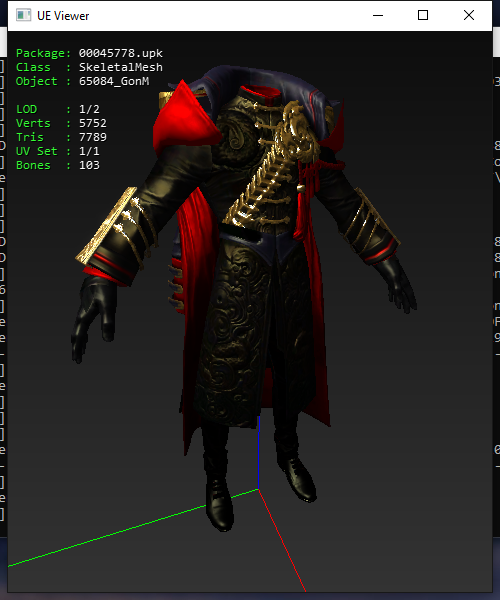 UE Viewer
Package: 00045778.upk
Class : SkeletalMesh
Object : 65084_GonM
LOD : 1/2
Verts : 5752
Tris : 7789
UV Set : 1/1
Bones : 103